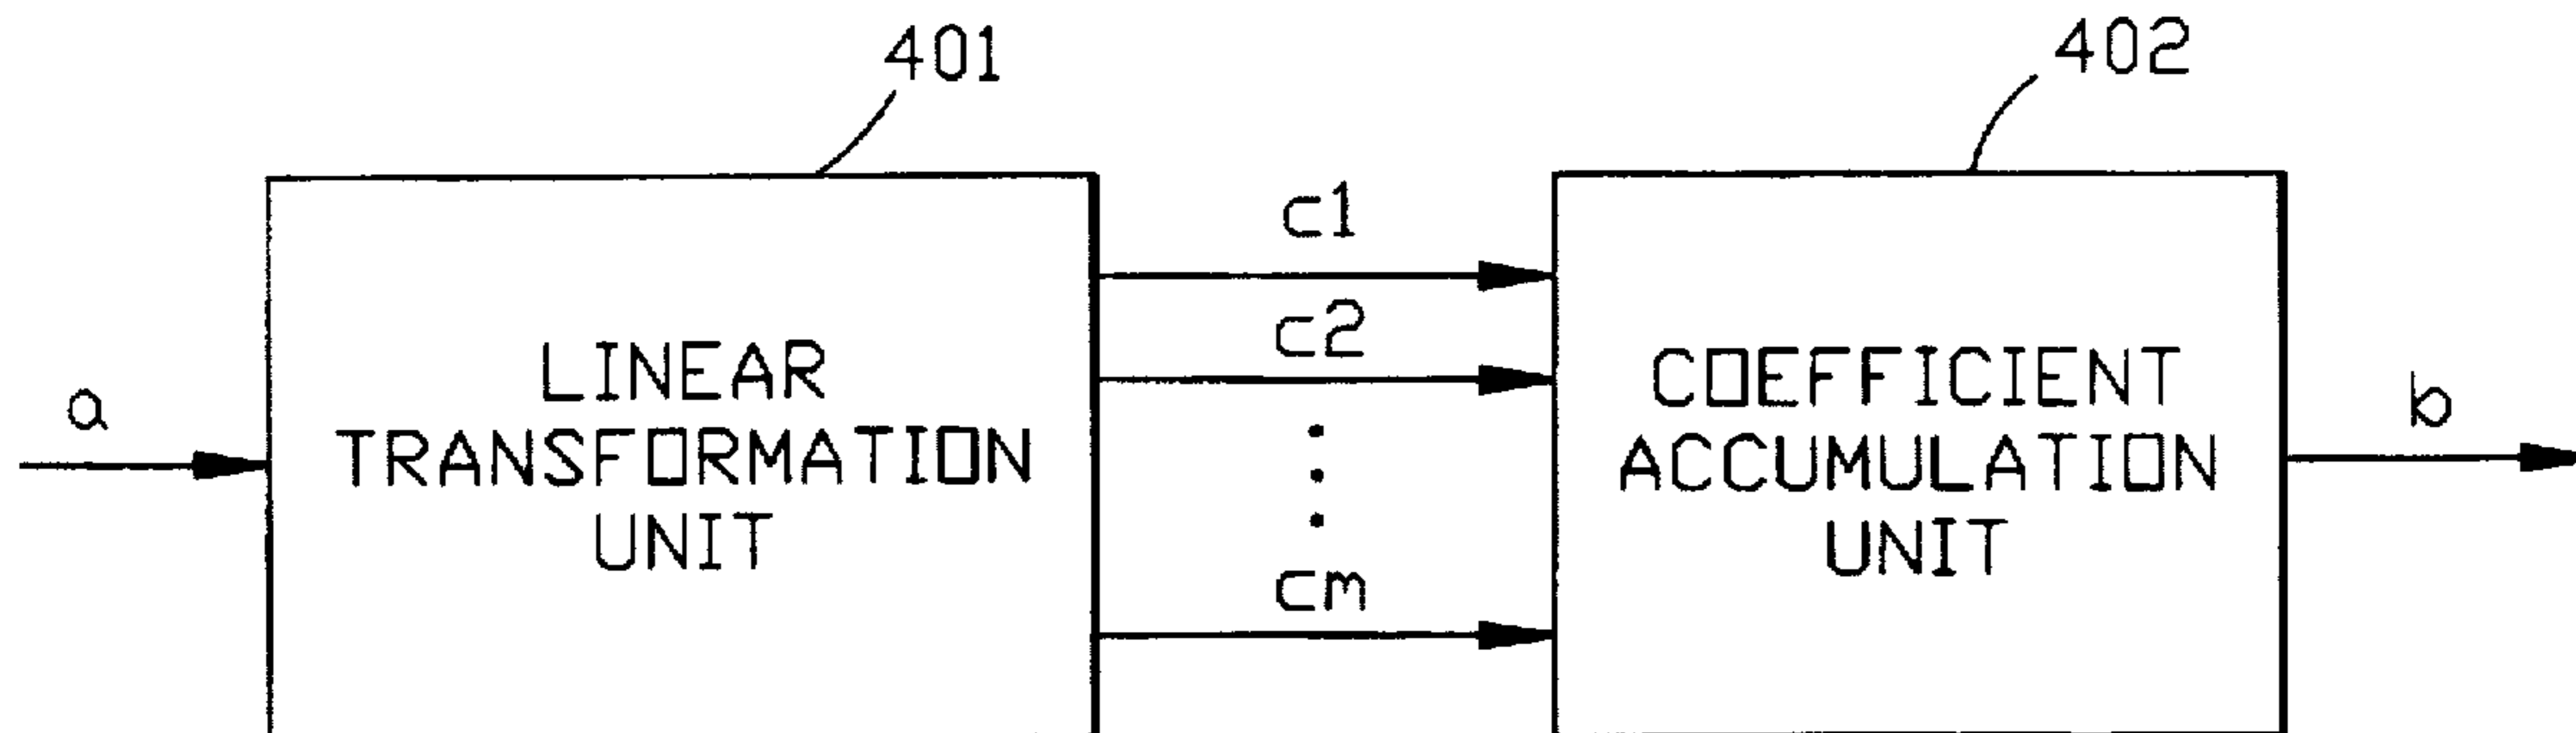 401
402
a
LINEAR
TRANSFORMATION
UNIT
c1
c2
cm
COEFFICIENT
ACCUMULATION
UNIT
b